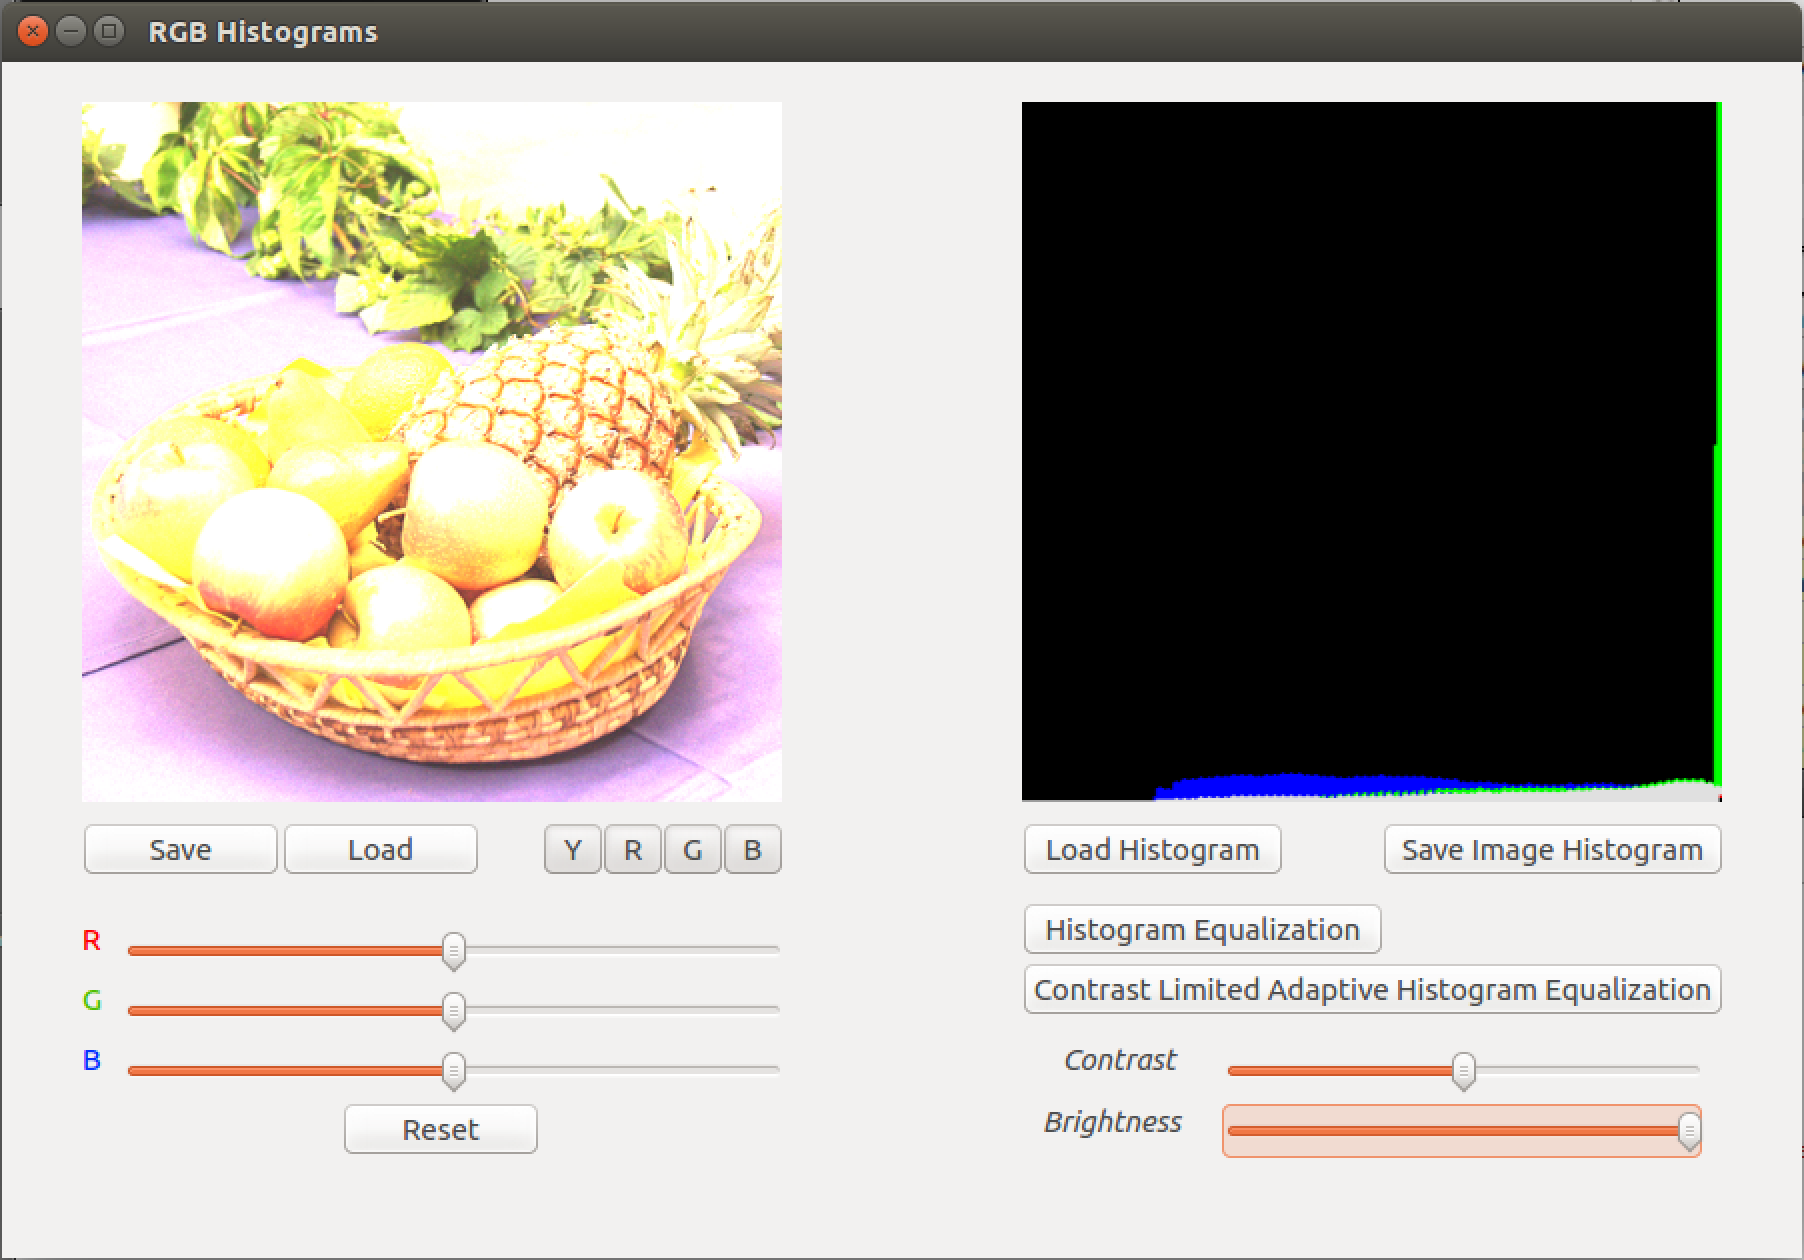 RGB Histograms
Save Load Y R G B
R
G
B
Reset
Load Histogram Save Image Histogram
Histogram Equalization
Contrast Limited Adaptive Histogram Equalization
Contrast
Brightness